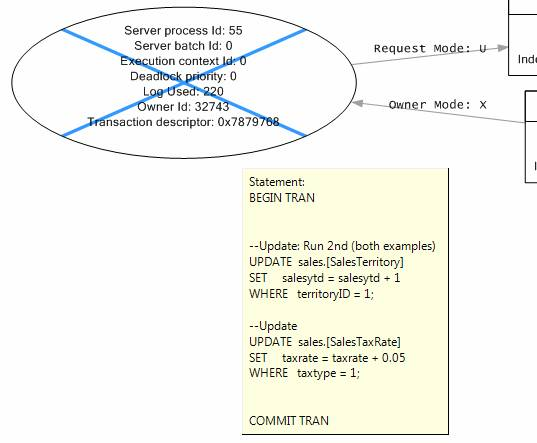 Server process Id: 55
Server batch Id: 0
Execution context Id: 0
Deadlock priority: 0
Log Used: 220
Owner Id: 32743
Transaction descriptor: 0x7879768
Request Mode: U
Owner Mode: X
Inde
Statement:
BEGIN TRAN
--Update: Run 2nd (both examples)
UPDATE sales.[SalesTerritory]
SET salesytd = salesytd + 1
WHERE territoryID = 1;
--Update
UPDATE sales.[SalesTaxRate]
SET taxrate = taxrate + 0.05
WHERE taxtype = 1;
COMMIT TRAN